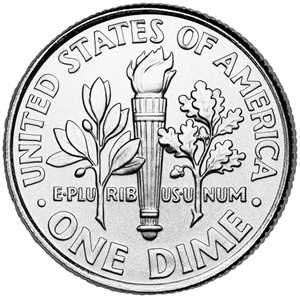 UNITED STATES OF AMERICA
E·PLURIBUS·UNUM
· ONE DIME ·